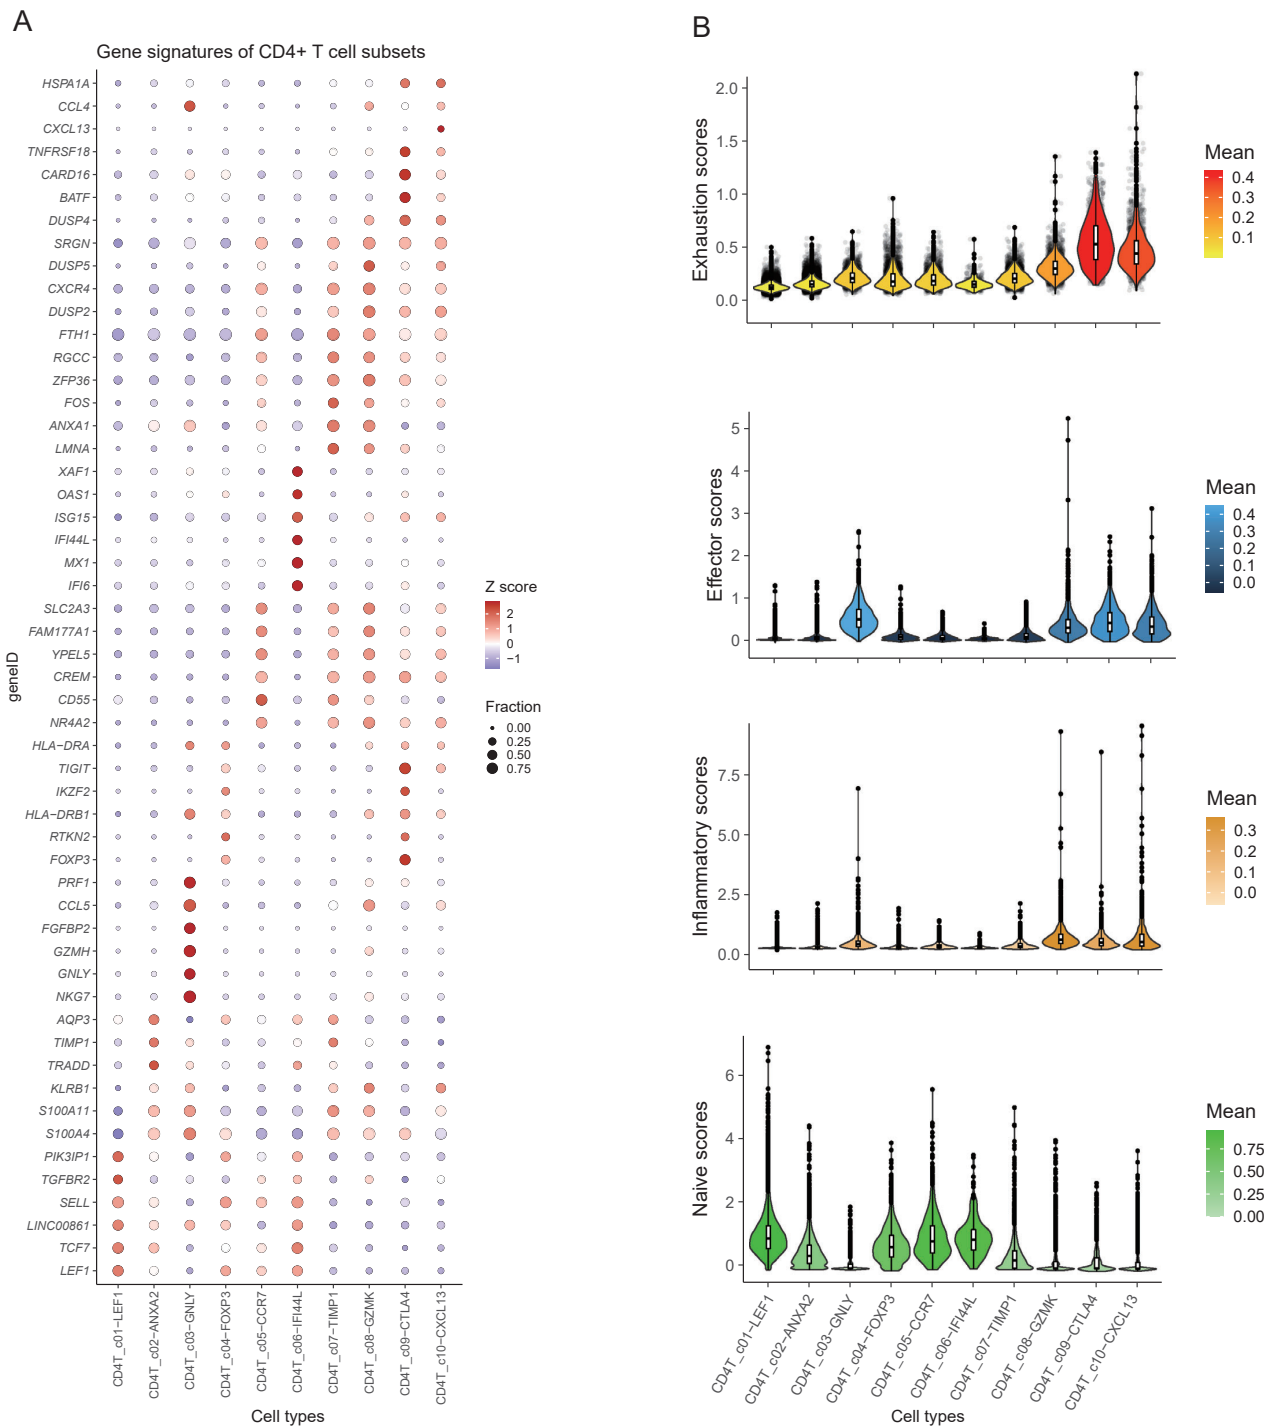 A
Gene signatures of CD4+ T cell subsets
geneID
HSPA1A
CCL4
CXCL13
TNFRSF18
CARD16
BATF
DUSP4
SRGN
DUSP5
CXCR4
DUSP2
FTH1
RGCC
ZFP36
FOS
ANXA1
LMNA
XAF1
OAS1
ISG15
IFI44L
MX1
IFI6
SLC2A3
FAM177A1
YPEL5
CREM
CD55
NR4A2
HLA−DRA
TIGIT
IKZF2
HLA−DRB1
RTKN2
FOXP3
PRF1
CCL5
FGFBP2
GZMH
GNLY
NKG7
AQP3
TIMP1
TRADD
KLRB1
S100A11
S100A4
PIK3IP1
TGFBR2
SELL
LINC00861
TCF7
LEF1
CD4T_c01−LEF1
CD4T_c02−ANXA2
CD4T_c03−GNLY
CD4T_c04−FOXP3
CD4T_c05−CCR7
CD4T_c06−IFI44L
CD4T_c07−TIMP1
CD4T_c08−GZMK
CD4T_c09−CTLA4
CD4T_c10−CXCL13
Cell types
Z score
2
1
0
−1
Fraction
0.00
0.25
0.50
0.75
B
Exhaustion scores
2.0
1.5
1.0
0.5
0.0
Mean
0.4
0.3
0.2
0.1
Effector scores
5
4
3
2
1
0
Mean
0.4
0.3
0.2
0.1
0.0
Inflammatory scores
7.5
5.0
2.5
0.0
Mean
0.3
0.2
0.1
0.0
Naive scores
6
4
2
0
Mean
0.75
0.50
0.25
0.00
CD4T_c01−LEF1
CD4T_c02−ANXA2
CD4T_c03−GNLY
CD4T_c04−FOXP3
CD4T_c05−CCR7
CD4T_c06−IFI44L
CD4T_c07−TIMP1
CD4T_c08−GZMK
CD4T_c09−CTLA4
CD4T_c10−CXCL13
Cell types